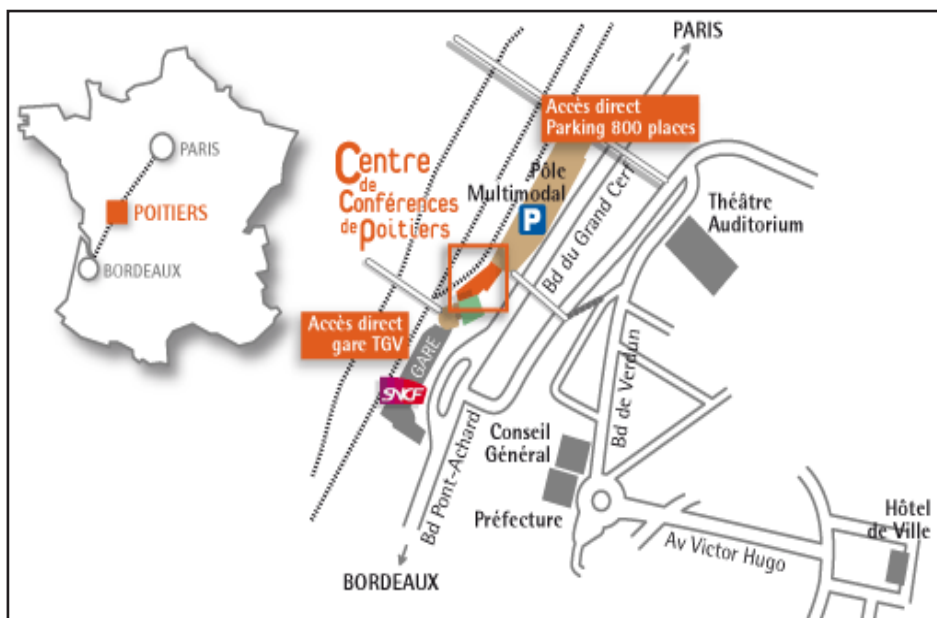 PARIS
POITIERS
BORDEAUX
PARIS
Accès direct
Parking 800 places
Centre
de
Conférences
de Poitiers
Pôle
Multimodal
P
Bd du Grand Cerf
Théâtre
Auditorium
Accès direct
gare TGV
GARE
SNCF
Bd de Verdun
Conseil
Général
Bd Pont-Achard
Préfecture
Av Victor Hugo
Hôtel
de Ville
BORDEAUX